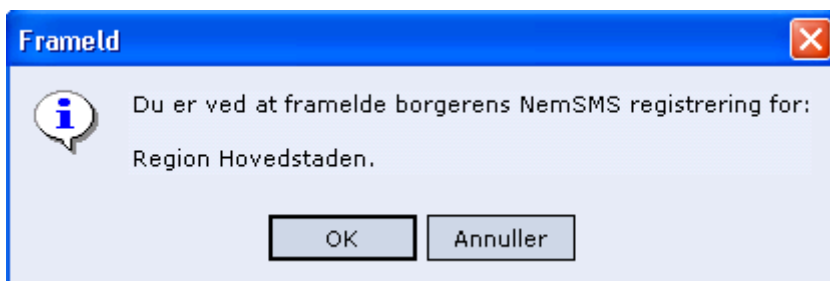 Frameld
Du er ved at framelde borgerens NemSMS registrering for:
Region Hovedstaden.
OK
Annuller